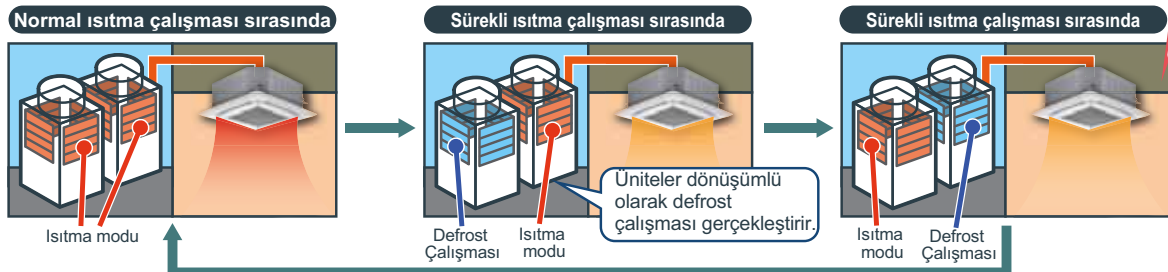 Normal ısıtma çalışması sırasında
Isıtma modu
Sürekli ısıtma çalışması sırasında
Üniteler dönüşümlü
olarak defrost
çalışması gerçekleştirir.
Defrost
Çalışması
Isıtma
modu
Sürekli ısıtma çalışması sırasında
Isıtma
modu
Defrost
Çalışması